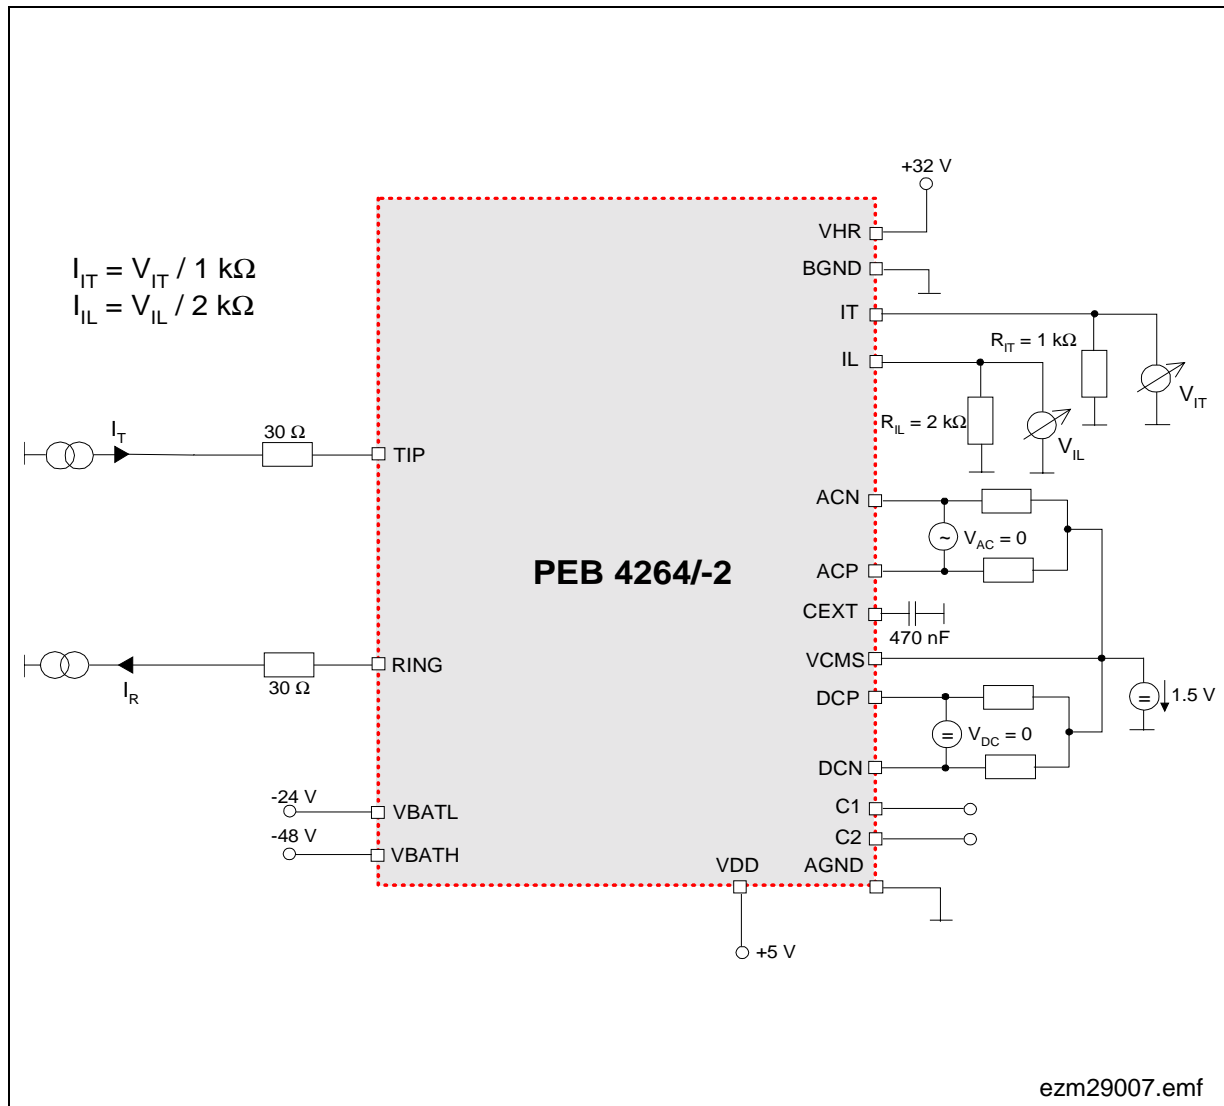 +32 V
VHR
BGND
I_IT = V_IT / 1 kΩ
I_IL = V_IL / 2 kΩ
IT
R_IT = 1 kΩ
IL
V_IT
R_IL = 2 kΩ
V_IL
I_T
30 Ω
TIP
ACN
~
V_AC = 0
ACP
PEB 4264/-2
CEXT
470 nF
I_R
30 Ω
RING
VCMS
=
1.5 V
DCP
=
V_DC = 0
DCN
-24 V
VBATL
C1
-48 V
VBATH
C2
VDD
AGND
+5 V
ezm29007.emf